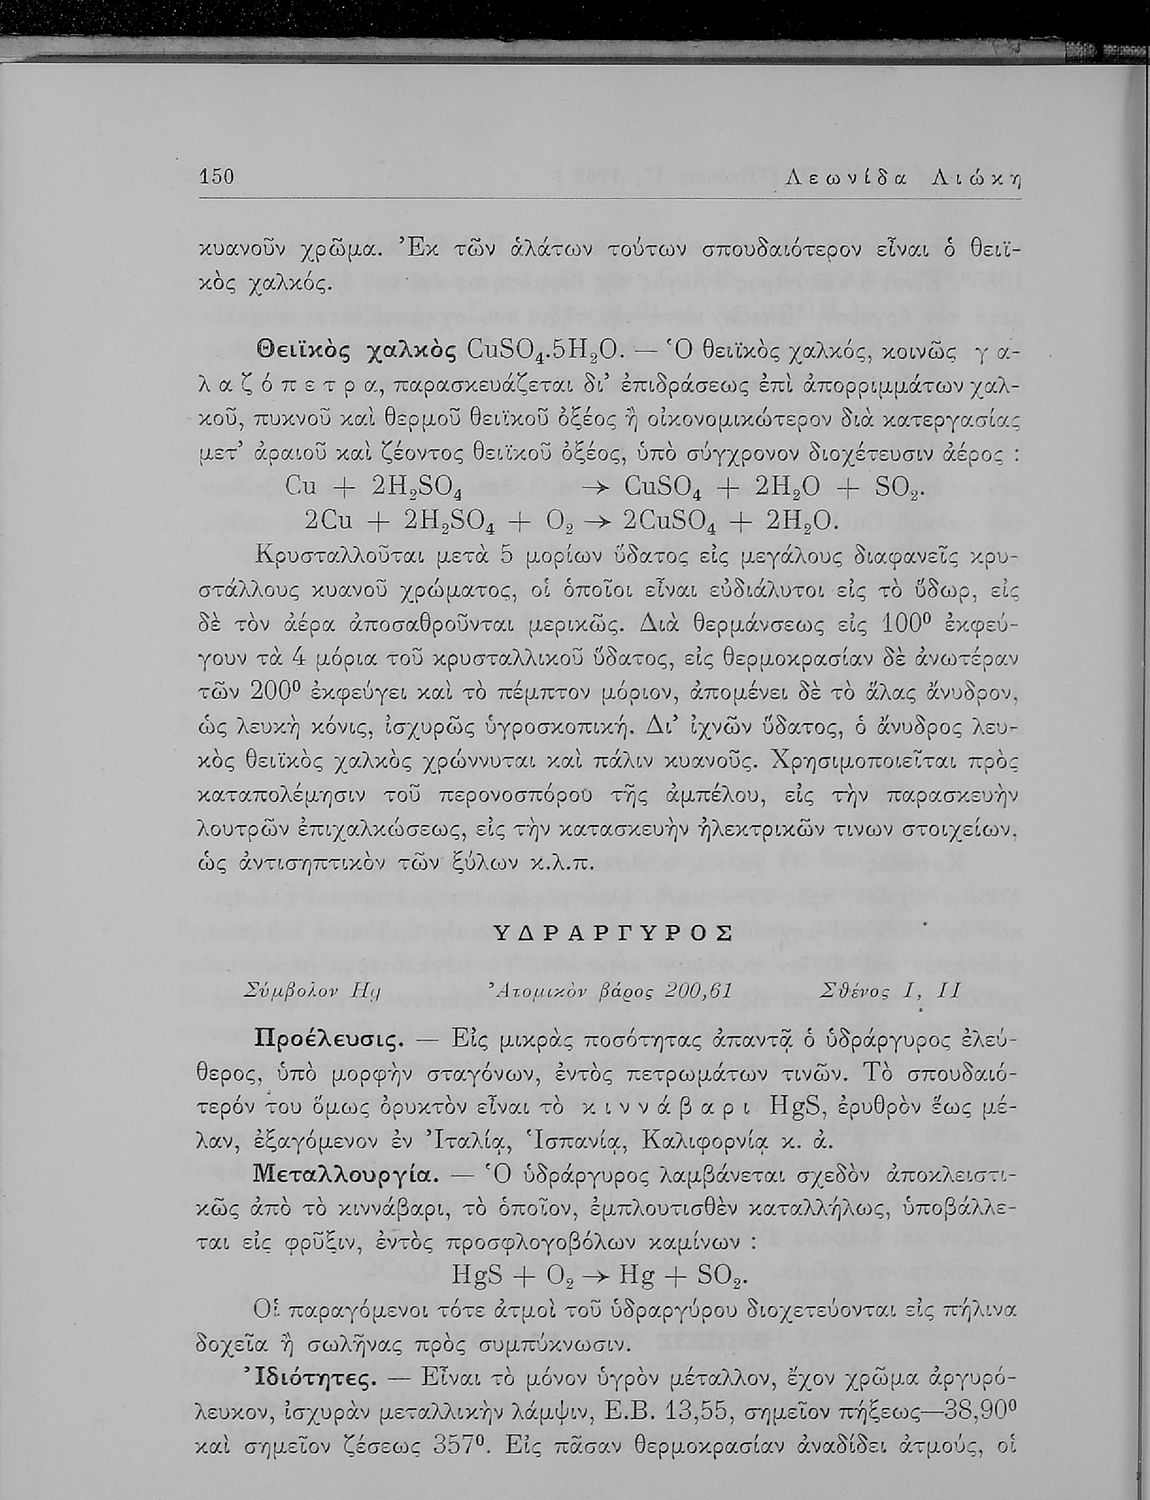 150 Λεωνίδα Λιώκη
κυανοῦν χρῶμα. Ἐκ τῶν ἁλάτων τούτων σπουδαιότερον εἶναι ὁ θειϊ-
κὸς χαλκός.
Θειϊκὸς χαλκὸς CuSO₄.5H₂O. — Ὁ θειϊκὸς χαλκός, κοινῶς γα-
λαζόπετρα, παρασκευάζεται δι’ ἐπιδράσεως ἐπὶ ἀπορριμμάτων χαλ-
κοῦ, πυκνοῦ καὶ θερμοῦ θειϊκοῦ ὀξέος ἢ οἰκονομικώτερον διὰ κατεργασίας
μετ’ ἀραιοῦ καὶ ζέοντος θειϊκοῦ ὀξέος, ὑπὸ σύγχρονον διοχέτευσιν ἀέρος :
Cu + 2H₂SO₄ → CuSO₄ + 2H₂O + SO₂.
2Cu + 2H₂SO₄ + O₂ → 2CuSO₄ + 2H₂O.
Κρυσταλλοῦται μετὰ 5 μορίων ὕδατος εἰς μεγάλους διαφανεῖς κρυ-
στάλλους κυανοῦ χρώματος, οἱ ὁποῖοι εἶναι εὐδιάλυτοι εἰς τὸ ὕδωρ, εἰς
δὲ τὸν ἀέρα ἀποσαθροῦνται μερικῶς. Διὰ θερμάνσεως εἰς 100⁰ ἐκφεύ-
γουν τὰ 4 μόρια τοῦ κρυσταλλικοῦ ὕδατος, εἰς θερμοκρασίαν δὲ ἀνωτέραν
τῶν 200⁰ ἐκφεύγει καὶ τὸ πέμπτον μόριον, ἀπομένει δὲ τὸ ἅλας ἄνυδρον,
ὡς λευκὴ κόνις, ἰσχυρῶς ὑγροσκοπική. Δι’ ἰχνῶν ὕδατος, ὁ ἄνυδρος λευ-
κὸς θειϊκὸς χαλκὸς χρώννυται καὶ πάλιν κυανοῦς. Χρησιμοποιεῖται πρὸς
καταπολέμησιν τοῦ περονοσπόρου τῆς ἀμπέλου, εἰς τὴν παρασκευὴν
λουτρῶν ἐπιχαλκώσεως, εἰς τὴν κατασκευὴν ἠλεκτρικῶν τινων στοιχείων,
ὡς ἀντισηπτικὸν τῶν ξύλων κ.λ.π.
ΥΔΡΑΡΓΥΡΟΣ
Σύμβολον Hg Ἀτομικὸν βάρος 200,61 Σθένος I, II
Προέλευσις. — Εἰς μικρὰς ποσότητας ἀπαντᾷ ὁ ὑδράργυρος ἐλεύ-
θερος, ὑπὸ μορφὴν σταγόνων, ἐντὸς πετρωμάτων τινῶν. Τὸ σπουδαιό-
τερόν του ὅμως ὀρυκτὸν εἶναι τὸ κιννάβαρι HgS, ἐρυθρὸν ἕως μέ-
λαν, ἐξαγόμενον ἐν Ἰταλίᾳ, Ἱσπανίᾳ, Καλιφορνίᾳ κ. ἀ.
Μεταλλουργία. — Ὁ ὑδράργυρος λαμβάνεται σχεδὸν ἀποκλειστι-
κῶς ἀπὸ τὸ κιννάβαρι, τὸ ὁποῖον, ἐμπλουτισθὲν καταλλήλως, ὑποβάλλε-
ται εἰς φρῦξιν, ἐντὸς προσφλογοβόλων καμίνων :
HgS + O₂ → Hg + SO₂.
Οἱ παραγόμενοι τότε ἀτμοὶ τοῦ ὑδραργύρου διοχετεύονται εἰς πήλινα
δοχεῖα ἢ σωλῆνας πρὸς συμπύκνωσιν.
Ἰδιότητες. — Εἶναι τὸ μόνον ὑγρὸν μέταλλον, ἔχον χρῶμα ἀργυρό-
λευκον, ἰσχυρὰν μεταλλικὴν λάμψιν, Ε.Β. 13,55, σημεῖον πήξεως—38,90⁰
καὶ σημεῖον ζέσεως 357⁰. Εἰς πᾶσαν θερμοκρασίαν ἀναδίδει ἀτμούς, οἱ